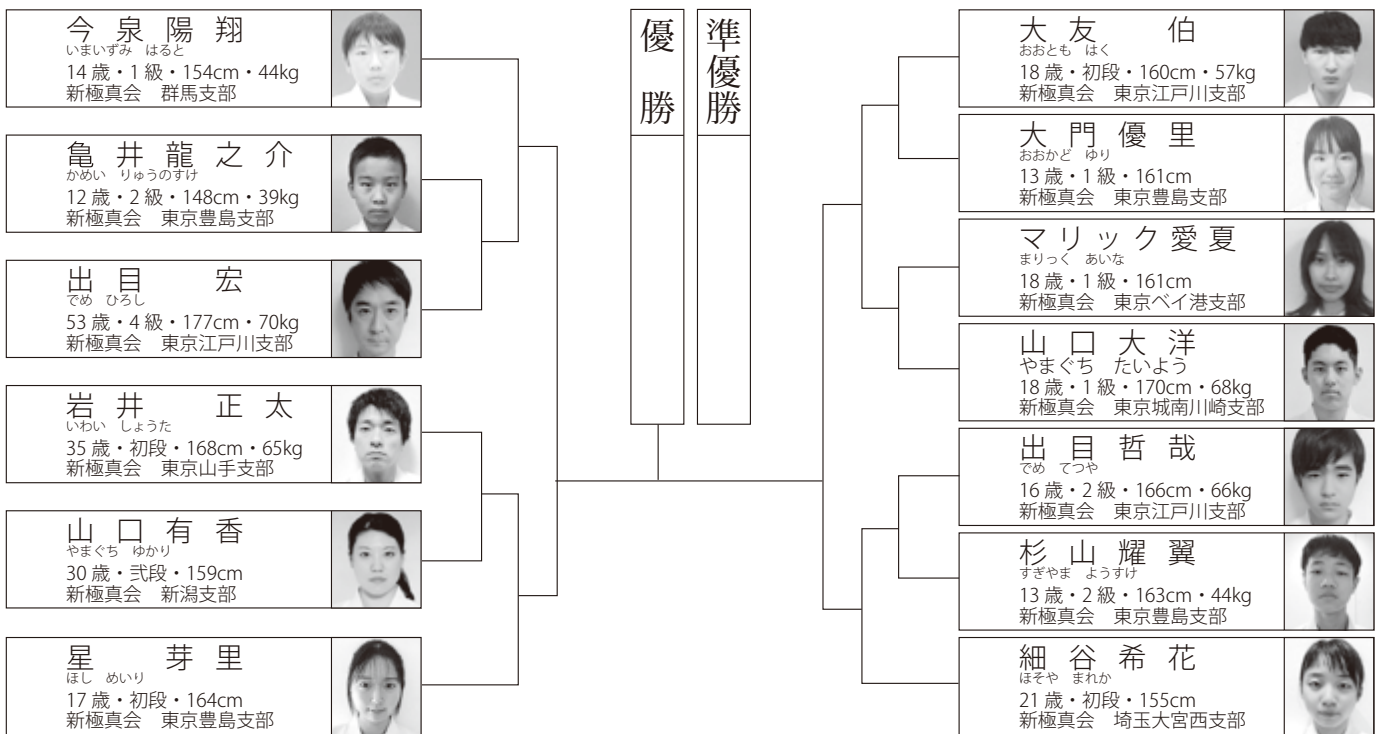 今泉陽翔
いまいずみ　はると
14歳・1級・154cm・44kg
新極真会　群馬支部
亀井龍之介
かめい　りゅうのすけ
12歳・2級・148cm・39kg
新極真会　東京豊島支部
出目　宏
でめ　ひろし
53歳・4級・177cm・70kg
新極真会　東京江戸川支部
岩井　正太
いわい　しょうた
35歳・初段・168cm・65kg
新極真会　東京山手支部
山口有香
やまぐち　ゆかり
30歳・弐段・159cm
新極真会　新潟支部
星　芽里
ほし　めいり
17歳・初段・164cm
新極真会　東京豊島支部
優勝
準優勝
大友　伯
おおとも　はく
18歳・初段・160cm・57kg
新極真会　東京江戸川支部
大門優里
おおかど　ゆり
13歳・1級・161cm
新極真会　東京豊島支部
マリック愛夏
まりっく　あいな
18歳・1級・161cm
新極真会　東京ベイ港支部
山口大洋
やまぐち　たいよう
18歳・1級・170cm・68kg
新極真会　東京城南川崎支部
出目哲哉
でめ　てつや
16歳・2級・166cm・66kg
新極真会　東京江戸川支部
杉山耀翼
すぎやま　ようすけ
13歳・2級・163cm・44kg
新極真会　東京豊島支部
細谷希花
ほそや　まれか
21歳・初段・155cm
新極真会　埼玉大宮西支部